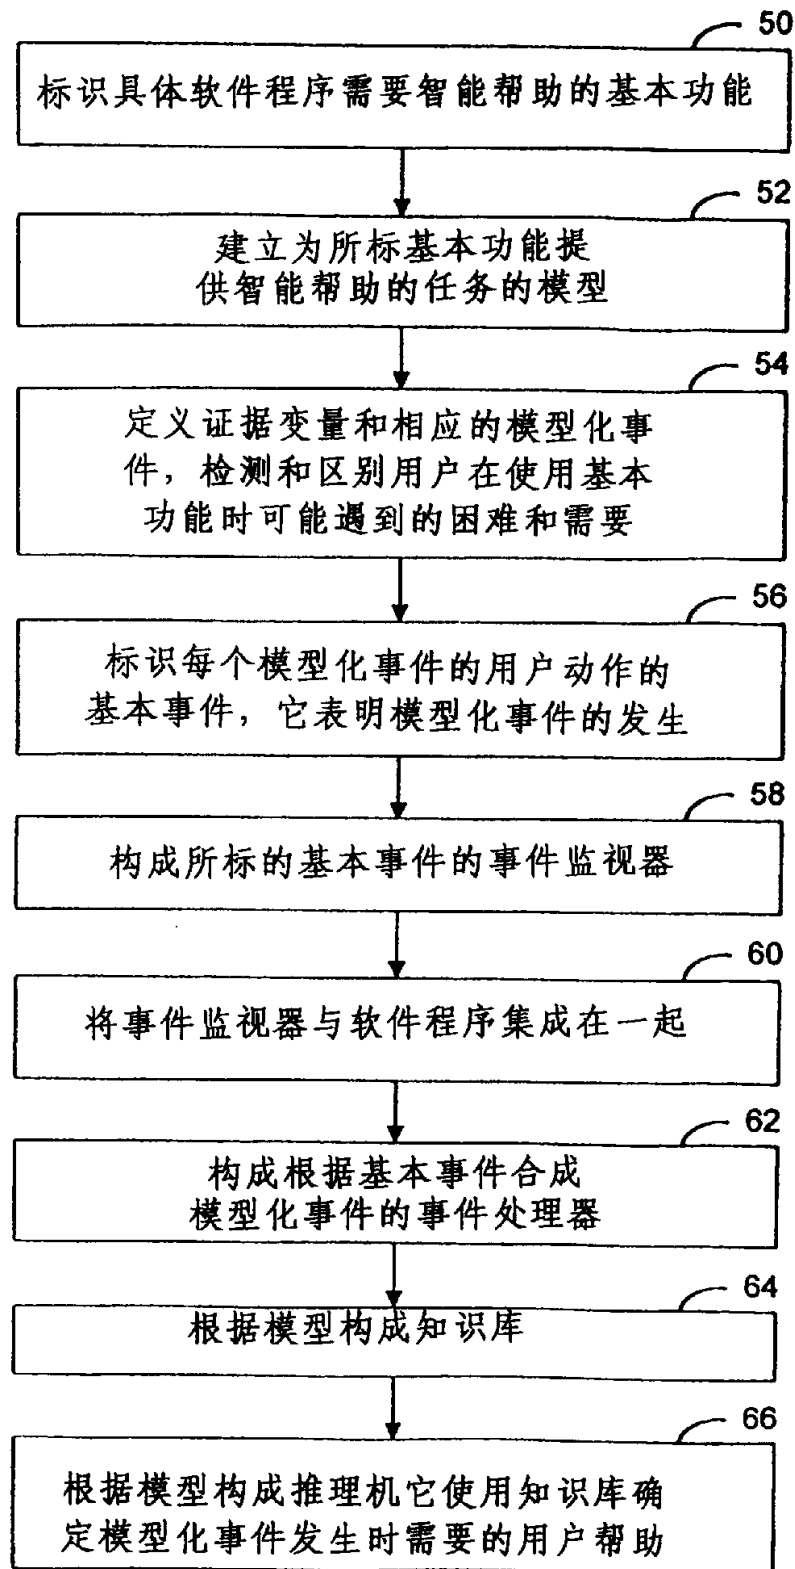 50
标识具体软件程序需要智能帮助的基本功能
52
建立为所标基本功能提
供智能帮助的任务的模型
54
定义证据变量和相应的模型化事
件，检测和区别用户在使用基本
功能时可能遇到的困难和需要
56
标识每个模型化事件的用户动作的
基本事件，它表明模型化事件的发生
58
构成所标的基本事件的事件监视器
60
将事件监视器与软件程序集成在一起
62
构成根据基本事件合成
模型化事件的事件处理器
64
根据模型构成知识库
66
根据模型构成推理机它使用知识库确
定模型化事件发生时需要的用户帮助